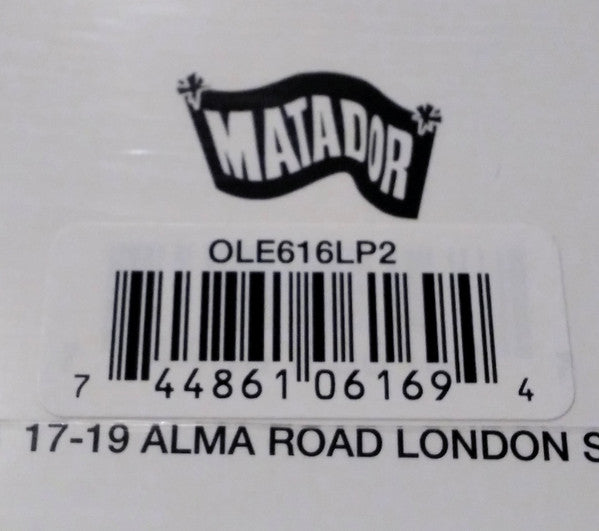 MATADOR
OLE616LP2
7 44861 06169 4
17-19 ALMA ROAD LONDON S